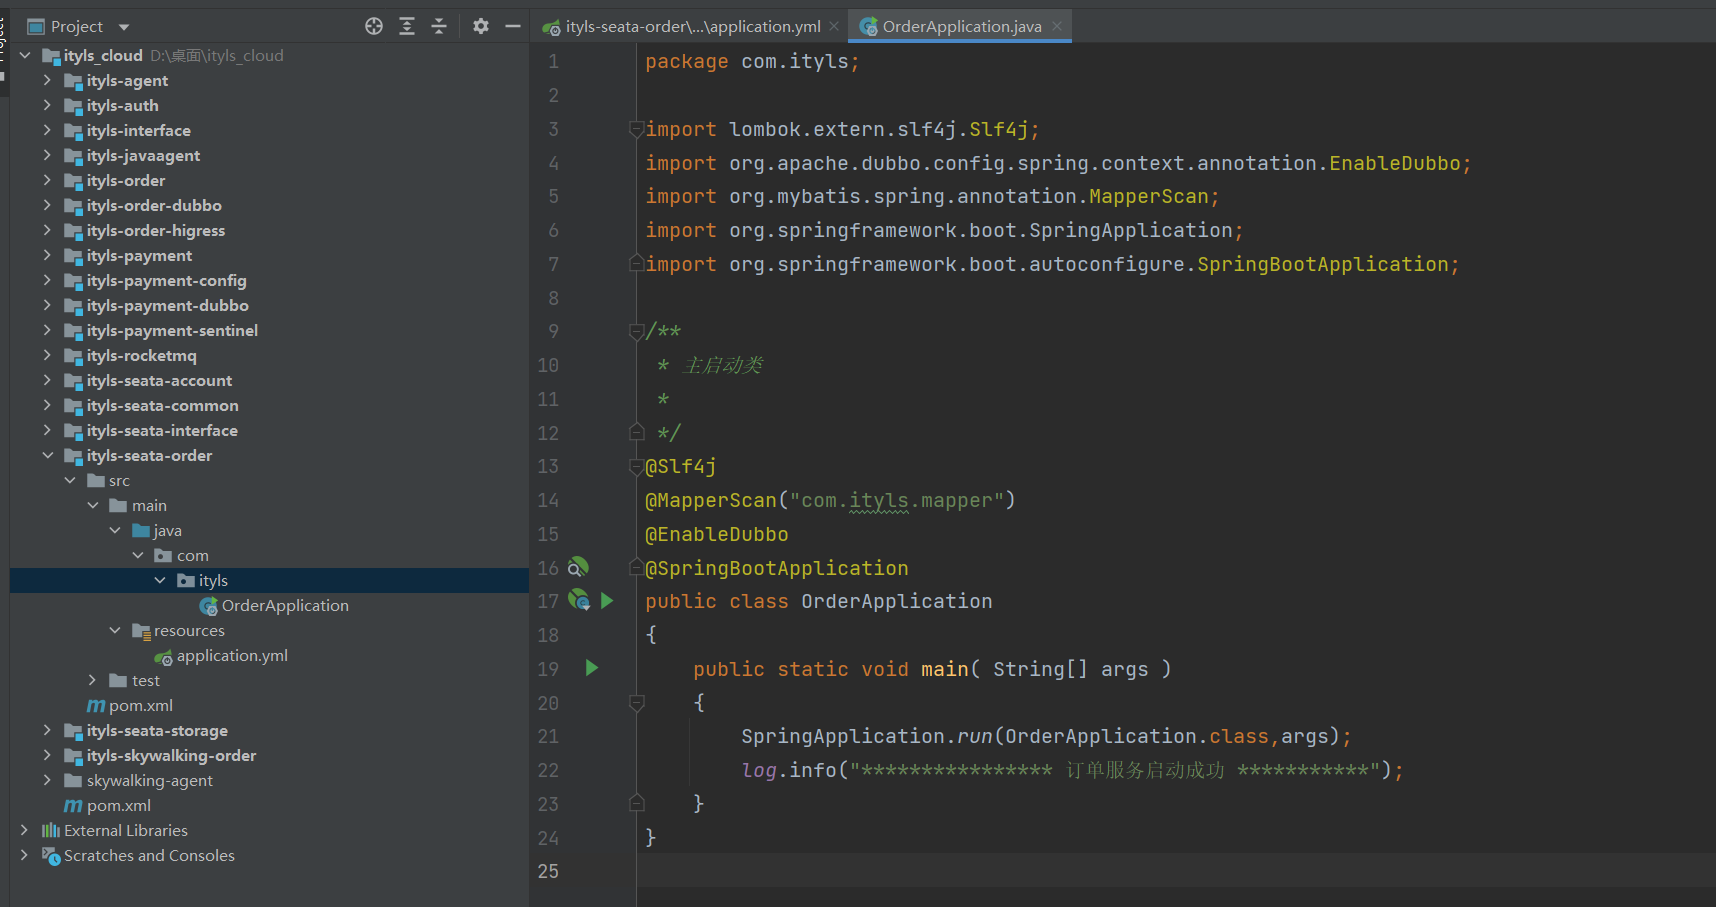 Project
ityls-seata-order\...\application.yml
OrderApplication.java
ityls_cloud D:\桌面\ityls_cloud
ityls-agent
ityls-auth
ityls-interface
ityls-javaagent
ityls-order
ityls-order-dubbo
ityls-order-higress
ityls-payment
ityls-payment-config
ityls-payment-dubbo
ityls-payment-sentinel
ityls-rocketmq
ityls-seata-account
ityls-seata-common
ityls-seata-interface
ityls-seata-order
src
main
java
com
ityls
OrderApplication
resources
application.yml
test
pom.xml
ityls-seata-storage
ityls-skywalking-order
skywalking-agent
pom.xml
External Libraries
Scratches and Consoles
1 package com.ityls;
2
3 import lombok.extern.slf4j.Slf4j;
4 import org.apache.dubbo.config.spring.context.annotation.EnableDubbo;
5 import org.mybatis.spring.annotation.MapperScan;
6 import org.springframework.boot.SpringApplication;
7 import org.springframework.boot.autoconfigure.SpringBootApplication;
8
9 /**
10 * 主启动类
11 *
12 */
13 @Slf4j
14 @MapperScan("com.ityls.mapper")
15 @EnableDubbo
16 @SpringBootApplication
17 public class OrderApplication
18 {
19 public static void main( String[] args )
20 {
21 SpringApplication.run(OrderApplication.class,args);
22 log.info("**************** 订单服务启动成功 ***********");
23 }
24 }
25